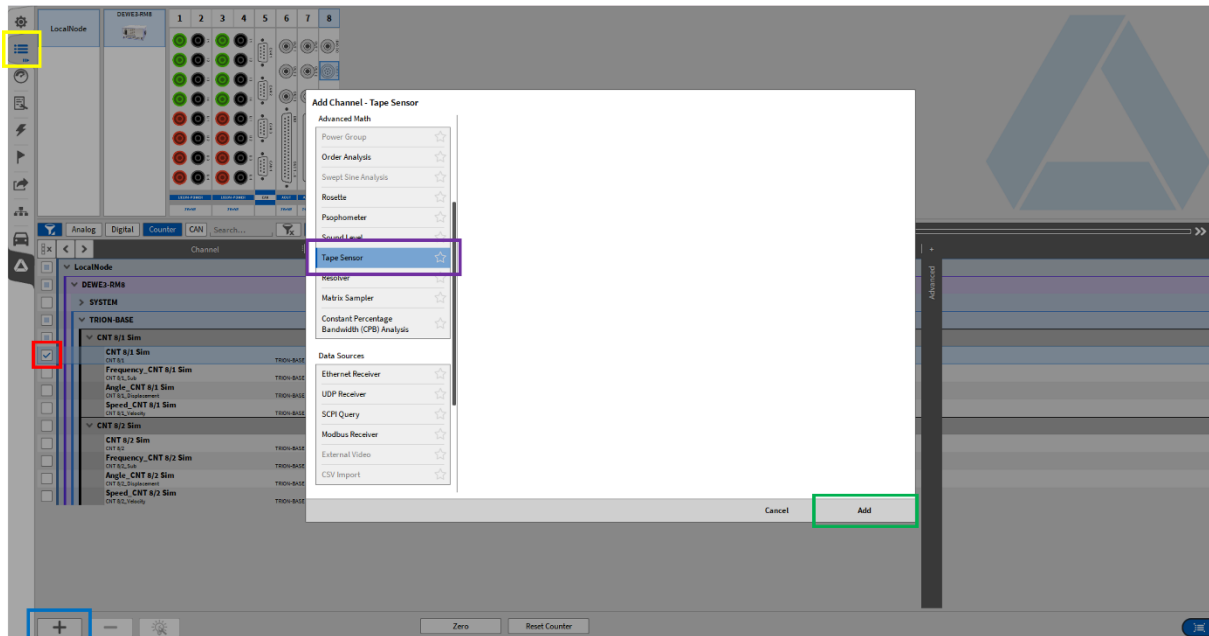 LocalNode
DEWE3-RM8
1 2 3 4 5 6 7 8
Add Channel - Tape Sensor
Advanced Math
Power Group
Order Analysis
Swept Sine Analysis
Rosette
Psophometer
Sound Level
Tape Sensor
Resolver
Matrix Sampler
Constant Percentage
Bandwidth (CPB) Analysis
Data Sources
Ethernet Receiver
UDP Receiver
SCPI Query
Modbus Receiver
External Video
CSV Import
Cancel Add
Analog Digital Counter CAN Search...
Channel
Advanced
LocalNode
DEWE3-RM8
SYSTEM
TRION-BASE
CNT 8/1 Sim
CNT 8/1 Sim
CNT 8/1 TRION-BASE
Frequency_CNT 8/1 Sim
CNT 8/1_Sub TRION-BASE
Angle_CNT 8/1 Sim
CNT 8/1_Displacement TRION-BASE
Speed_CNT 8/1 Sim
CNT 8/1_Velocity TRION-BASE
CNT 8/2 Sim
CNT 8/2 Sim
CNT 8/2 TRION-BASE
Frequency_CNT 8/2 Sim
CNT 8/2_Sub TRION-BASE
Angle_CNT 8/2 Sim
CNT 8/2_Displacement TRION-BASE
Speed_CNT 8/2 Sim
CNT 8/2_Velocity TRION-BASE
Zero Reset Counter